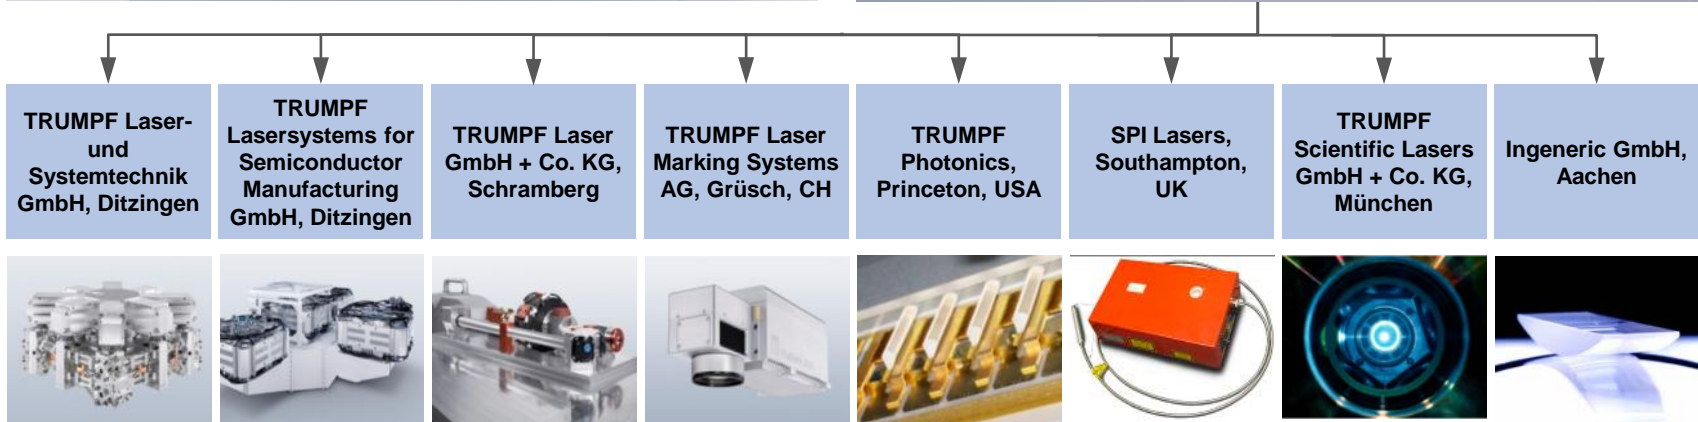 TRUMPF Laser-
und
Systemtechnik
GmbH, Ditzingen
TRUMPF
Lasersystems for
Semiconductor
Manufacturing
GmbH, Ditzingen
TRUMPF Laser
GmbH + Co. KG,
Schramberg
TRUMPF Laser
Marking Systems
AG, Grüsch, CH
TRUMPF
Photonics,
Princeton, USA
SPI Lasers,
Southampton,
UK
TRUMPF
Scientific Lasers
GmbH + Co. KG,
München
Ingeneric GmbH,
Aachen